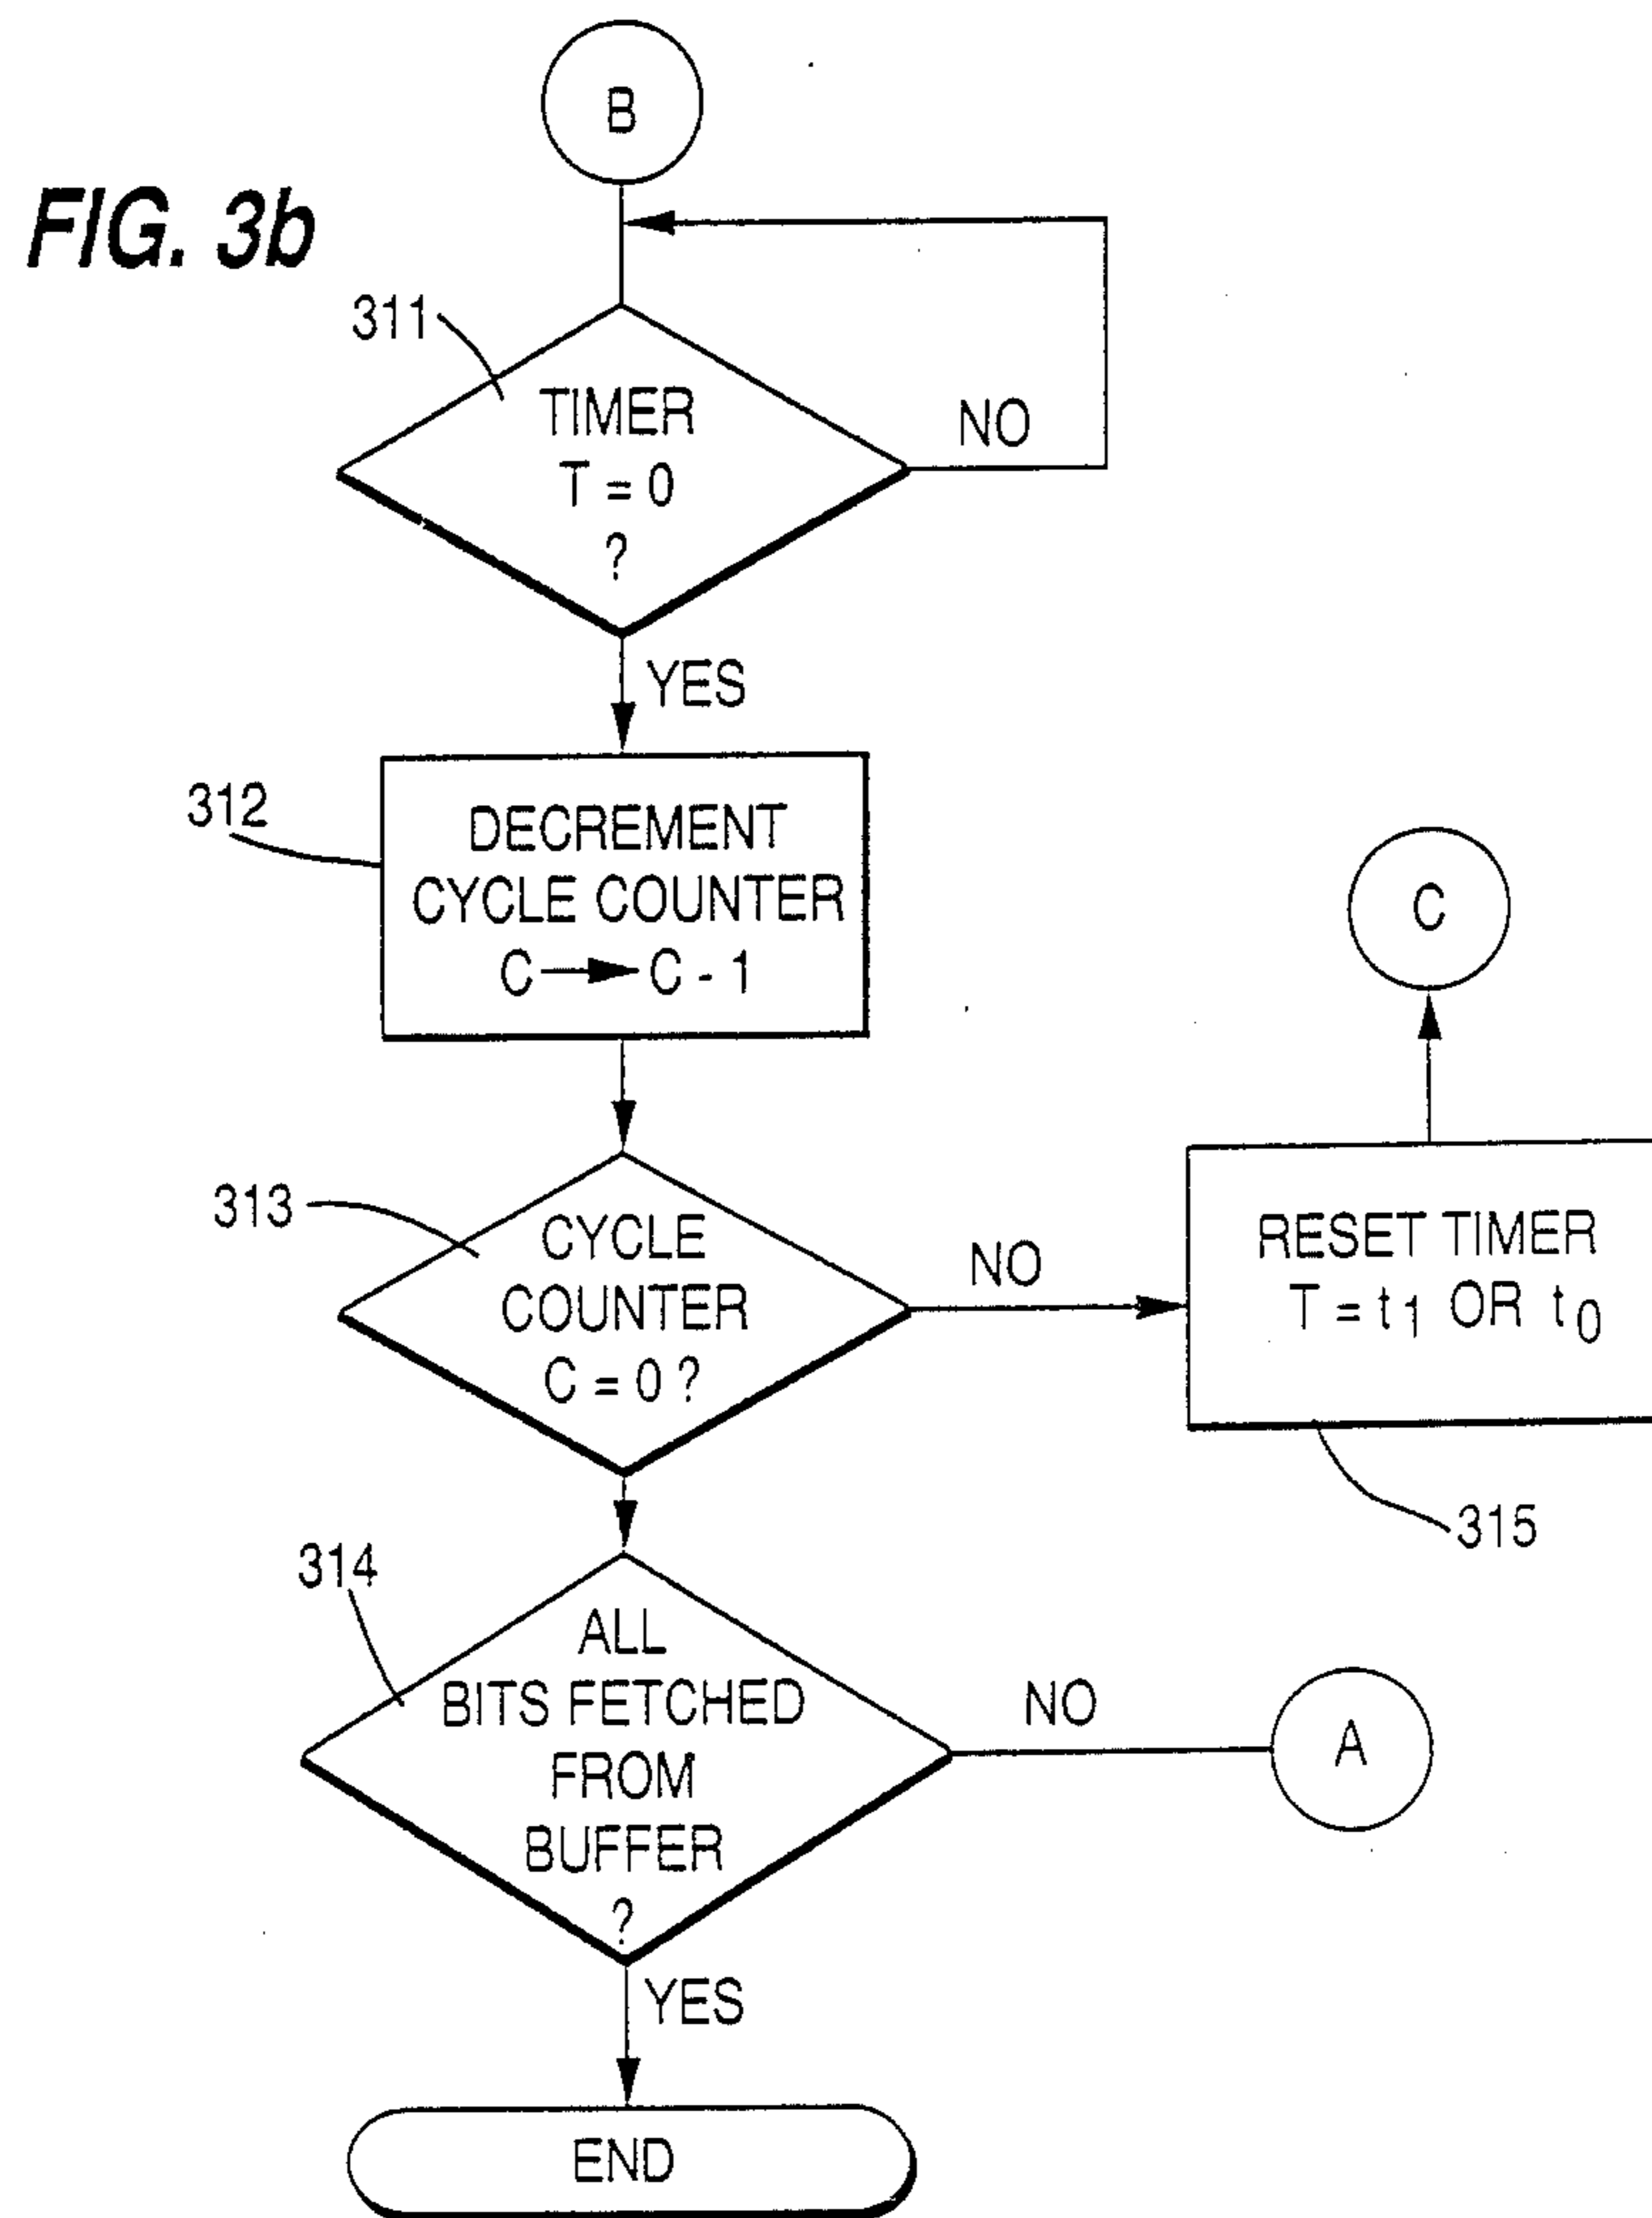 B
FIG. 3b
311
TIMER
T = 0
?
NO
YES
312
DECREMENT
CYCLE COUNTER
C → C - 1
C
313
CYCLE
COUNTER
C = 0 ?
NO
RESET TIMER
T = t1 OR t0
315
314
ALL
BITS FETCHED
FROM
BUFFER
?
NO
A
YES
END